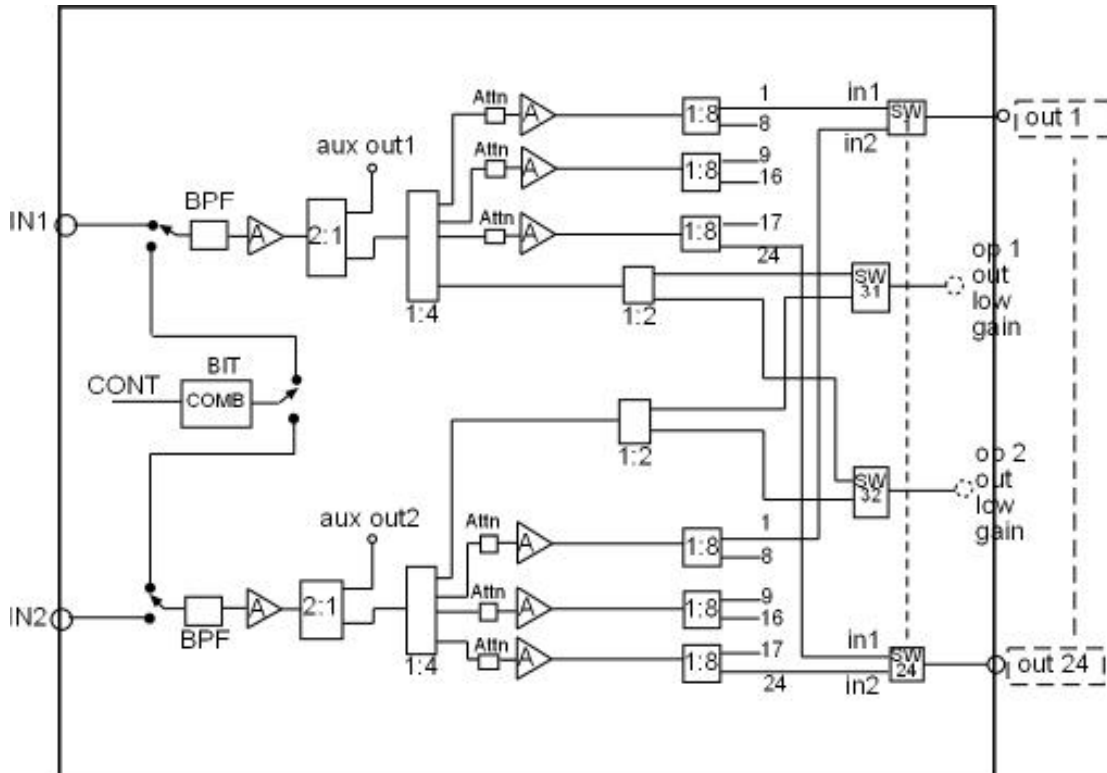 Attn
A
1:8
1
8
in1
in2
SW
1
out 1
aux out1
Attn
A
1:8
9
16
BPF
IN1
A
2:1
Attn
A
1:8
17
24
1:4
1:2
SW
31
op 1
out
low
gain
BIT
CONT
COMB
1:2
SW
32
op 2
out
low
gain
aux out2
Attn
A
1:8
1
8
IN2
BPF
A
2:1
1:4
Attn
A
1:8
9
16
Attn
A
1:8
17
24
in1
in2
SW
24
out 24